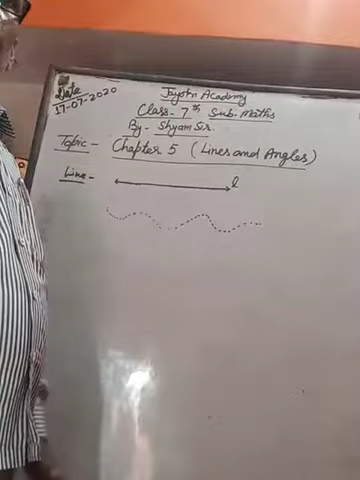 Date
17-07-2020
Jayotri Academy
Class- 7th Sub-Maths
By- Shyam Sir.
Topic- Chapter 5 (Lines and Angles)
Line- l